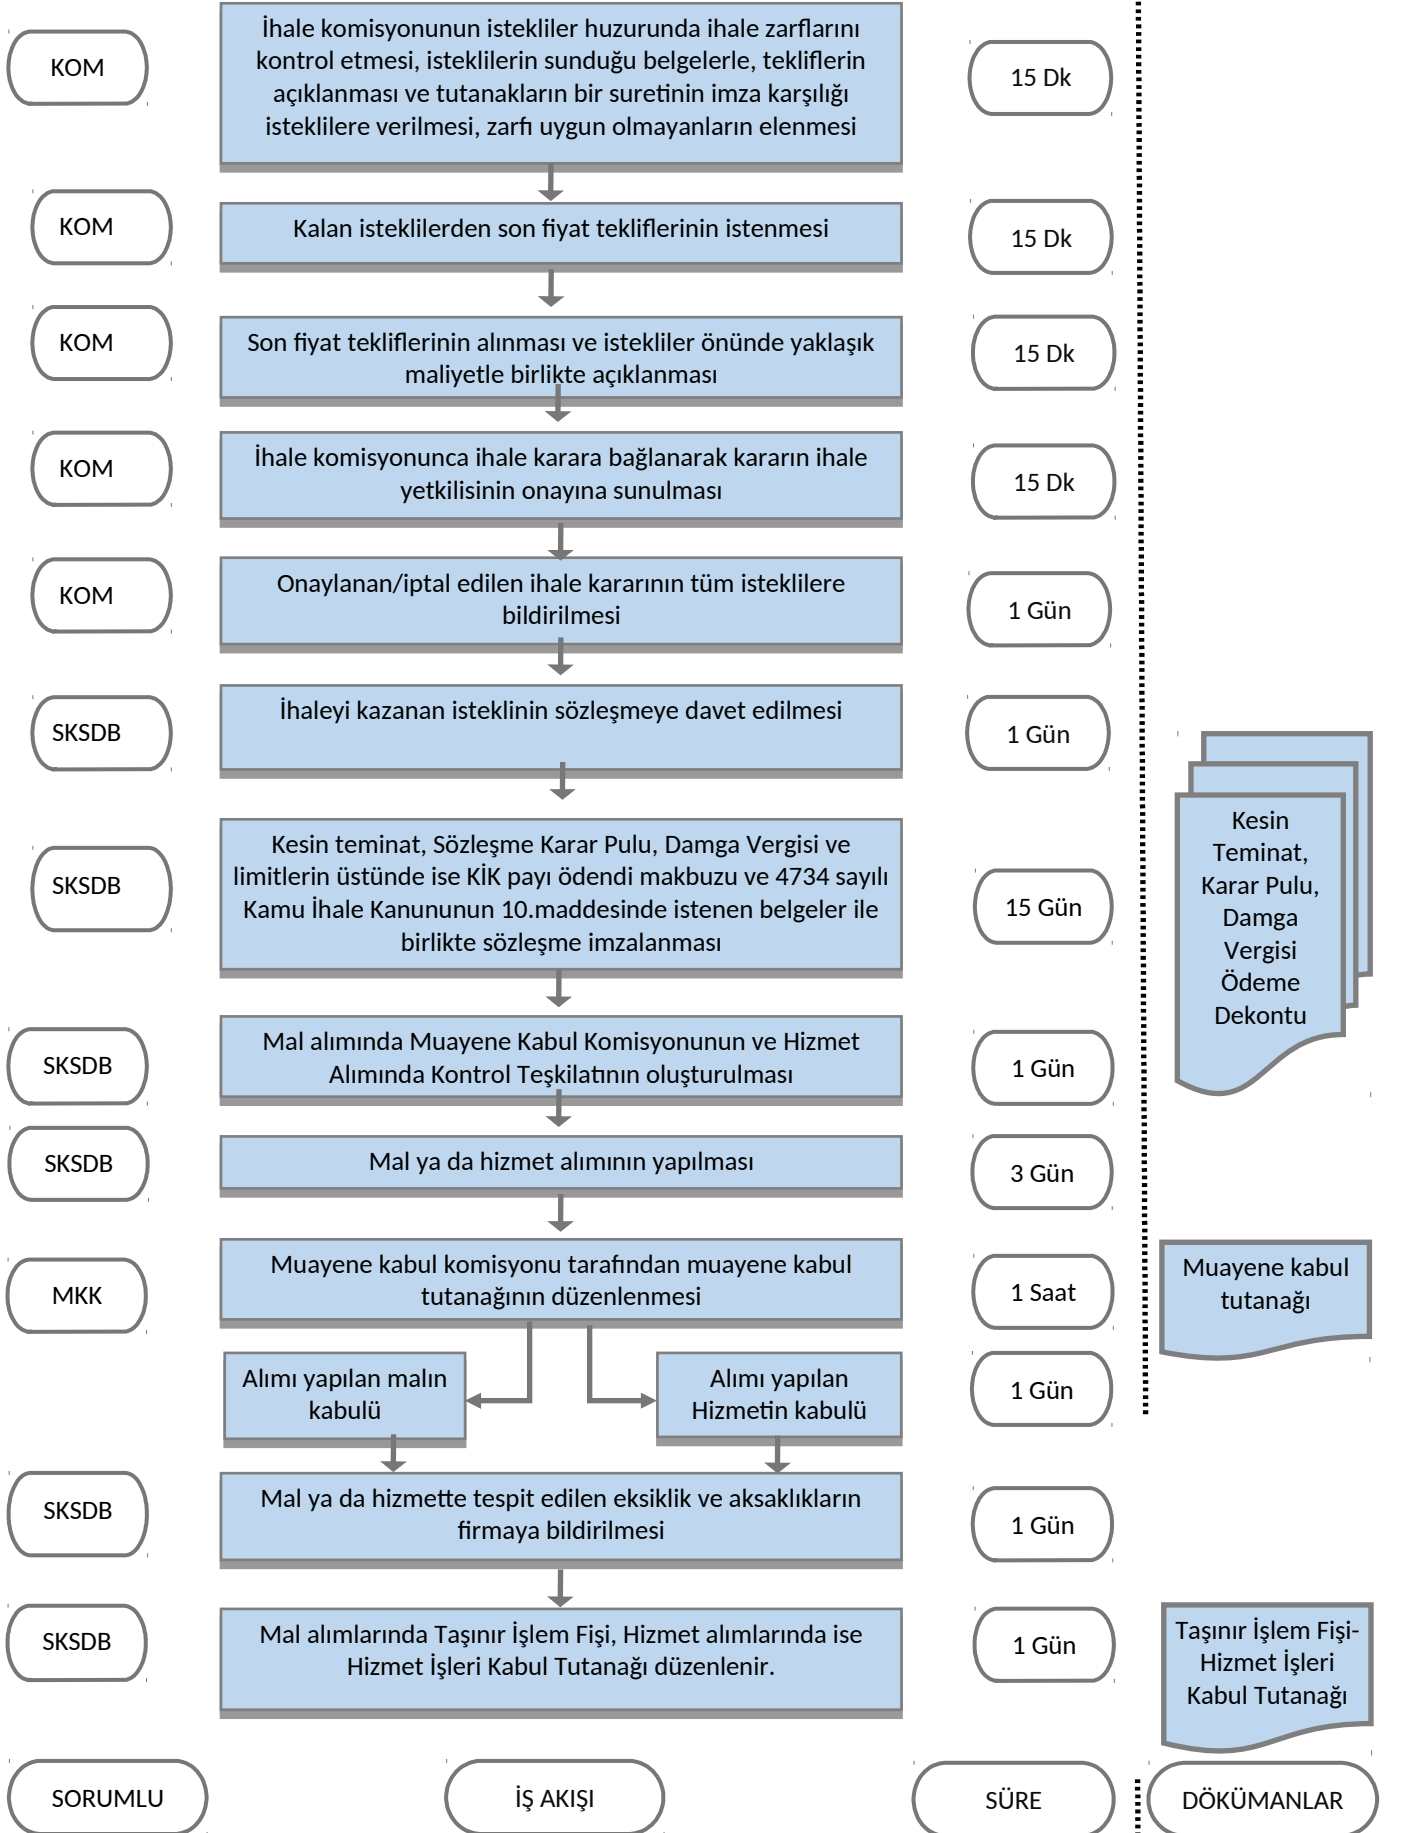 KOM
İhale komisyonunun istekliler huzurunda ihale zarflarını
kontrol etmesi, isteklilerin sunduğu belgelerle, tekliflerin
açıklanması ve tutanakların bir suretinin imza karşılığı
isteklilere verilmesi, zarfı uygun olmayanların elenmesi
15 Dk
KOM
Kalan isteklilerden son fiyat tekliflerinin istenmesi
15 Dk
KOM
Son fiyat tekliflerinin alınması ve istekliler önünde yaklaşık
maliyetle birlikte açıklanması
15 Dk
KOM
İhale komisyonunca ihale karara bağlanarak kararın ihale
yetkilisinin onayına sunulması
15 Dk
KOM
Onaylanan/iptal edilen ihale kararının tüm isteklilere
bildirilmesi
1 Gün
SKSDB
İhaleyi kazanan isteklinin sözleşmeye davet edilmesi
1 Gün
SKSDB
Kesin teminat, Sözleşme Karar Pulu, Damga Vergisi ve
limitlerin üstünde ise KİK payı ödendi makbuzu ve 4734 sayılı
Kamu İhale Kanununun 10.maddesinde istenen belgeler ile
birlikte sözleşme imzalanması
15 Gün
Kesin
Teminat,
Karar Pulu,
Damga
Vergisi
Ödeme
Dekontu
SKSDB
Mal alımında Muayene Kabul Komisyonunun ve Hizmet
Alımında Kontrol Teşkilatının oluşturulması
1 Gün
SKSDB
Mal ya da hizmet alımının yapılması
3 Gün
MKK
Muayene kabul komisyonu tarafından muayene kabul
tutanağının düzenlenmesi
1 Saat
Muayene kabul
tutanağı
Alımı yapılan malın
kabulü
Alımı yapılan
Hizmetin kabulü
1 Gün
SKSDB
Mal ya da hizmette tespit edilen eksiklik ve aksaklıkların
firmaya bildirilmesi
1 Gün
SKSDB
Mal alımlarında Taşınır İşlem Fişi, Hizmet alımlarında ise
Hizmet İşleri Kabul Tutanağı düzenlenir.
1 Gün
Taşınır İşlem Fişi-
Hizmet İşleri
Kabul Tutanağı
SORUMLU
İŞ AKIŞI
SÜRE
DÖKÜMANLAR